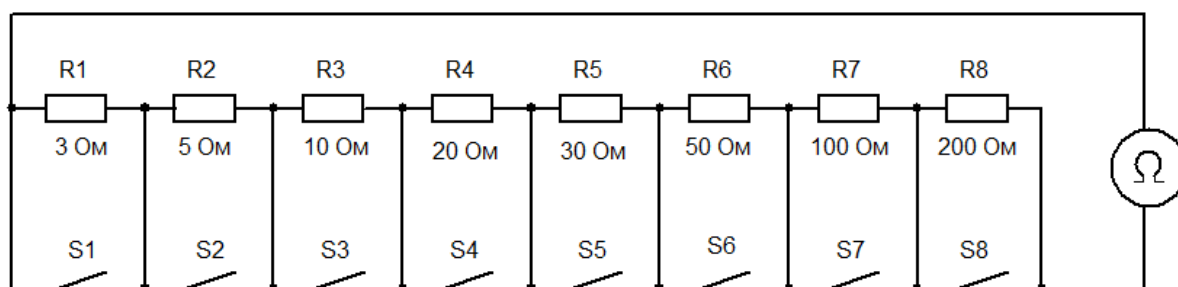 R1 R2 R3 R4 R5 R6 R7 R8
3 Ом 5 Ом 10 Ом 20 Ом 30 Ом 50 Ом 100 Ом 200 Ом
Ω
S1 S2 S3 S4 S5 S6 S7 S8